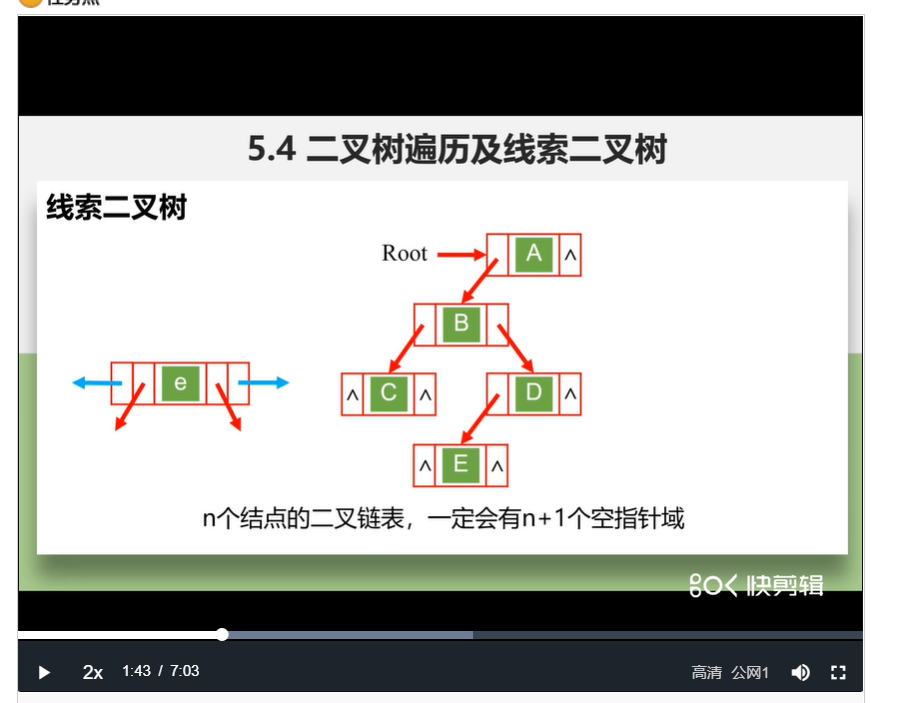 5.4 二叉树遍历及线索二叉树
线索二叉树
Root A ^
B
e
^ C ^ D ^
^ E ^
n个结点的二叉链表，一定会有n+1个空指针域
快剪辑
2x 1:43 / 7:03 高清 公网1